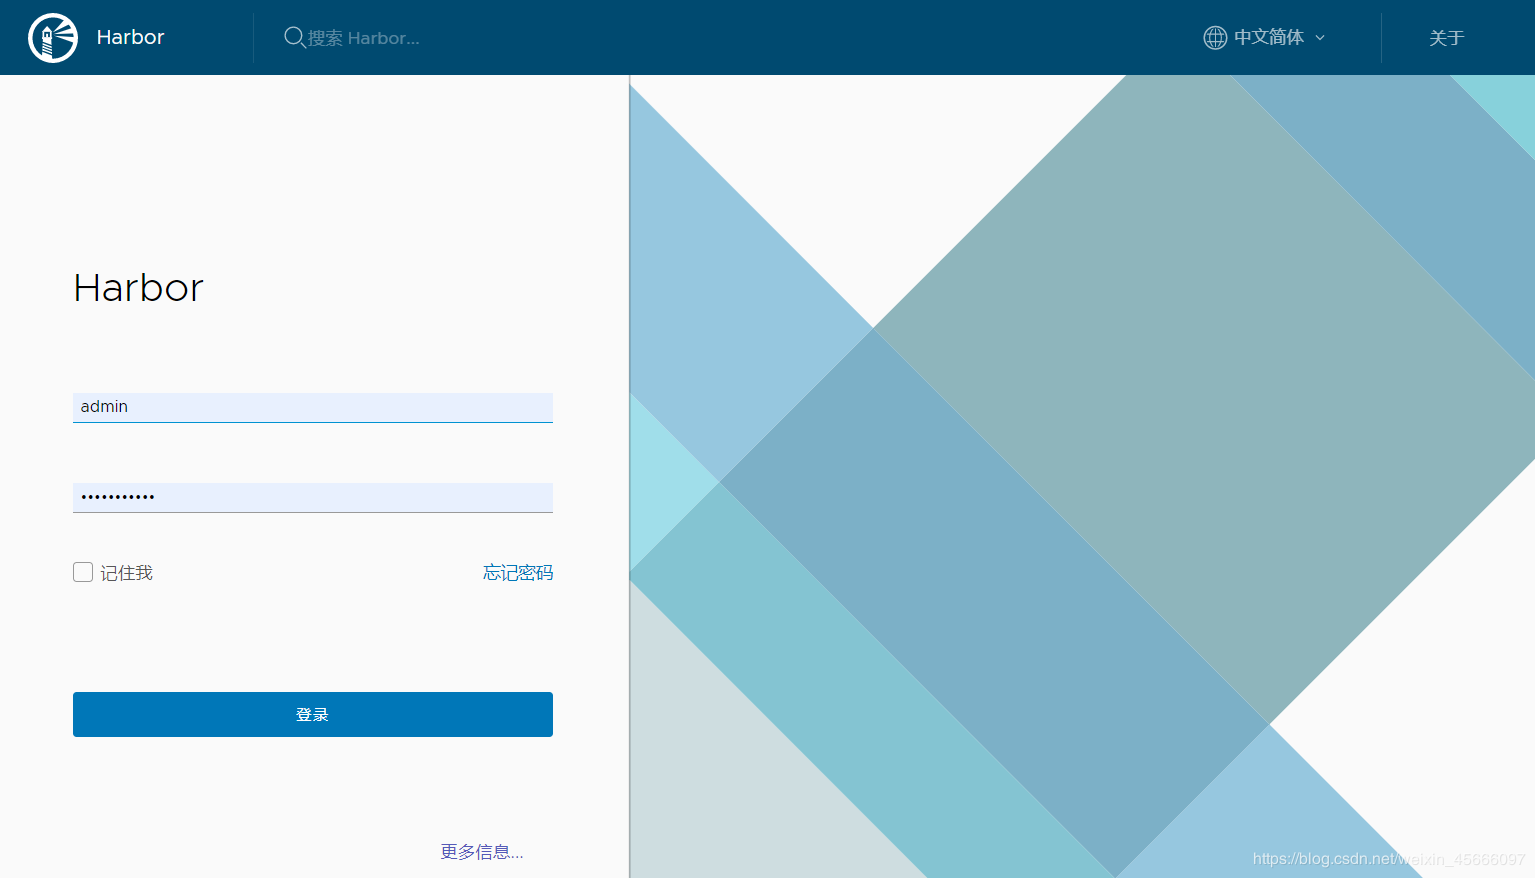 Harbor
搜索 Harbor...
中文简体
关于
Harbor
admin
•••••••••••
记住我
忘记密码
登录
更多信息...
https://blog.csdn.net/weixin_45666097